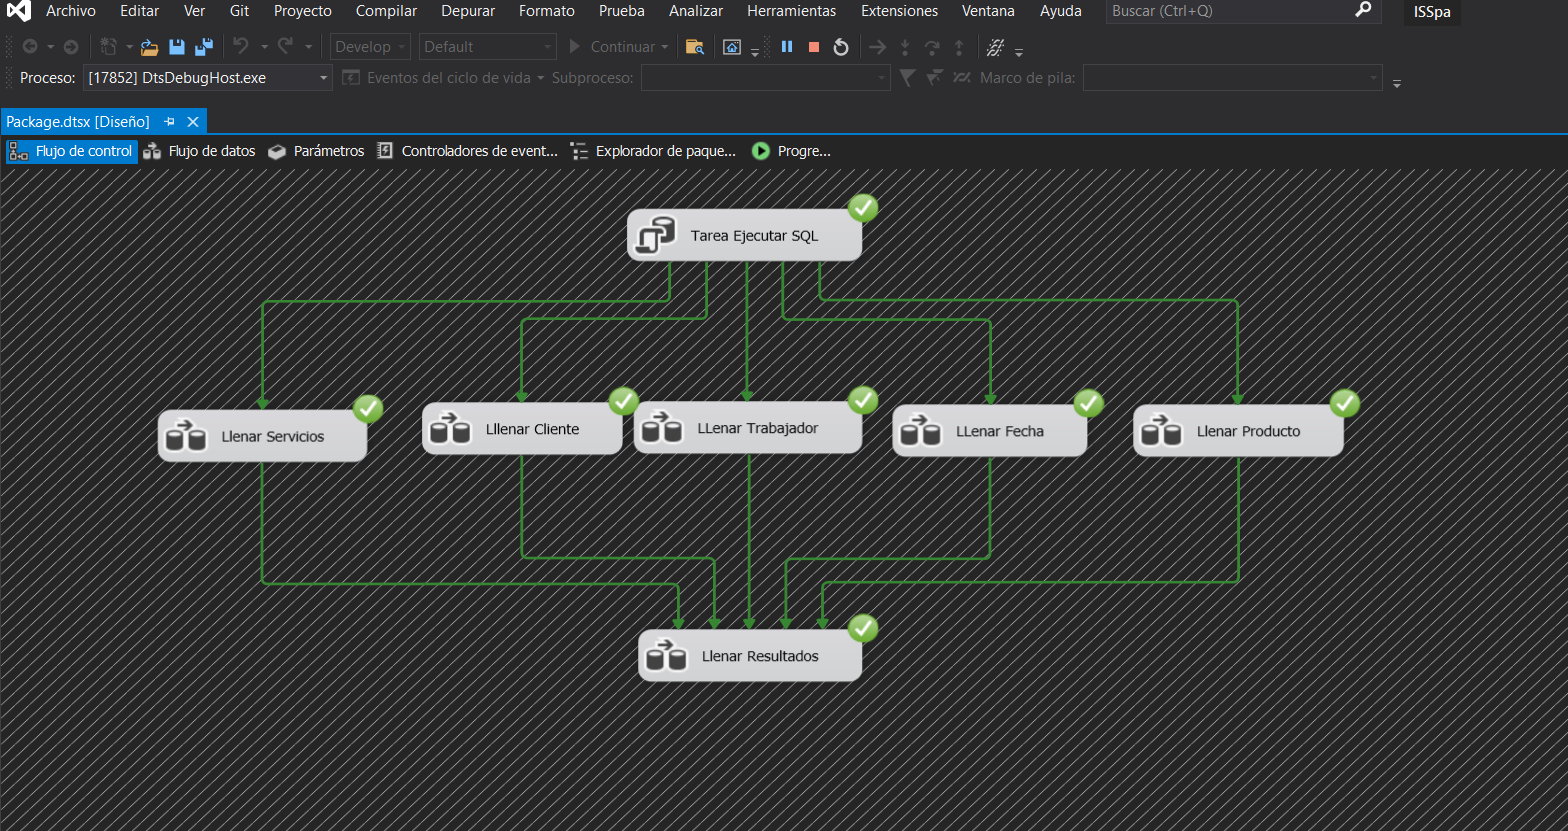 Archivo Editar Ver Git Proyecto Compilar Depurar Formato Prueba Analizar Herramientas Extensiones Ventana Ayuda Buscar (Ctrl+Q) ISSpa
Develop Default Continuar
Proceso: [17852] DtsDebugHost.exe Eventos del ciclo de vida Subproceso: Marco de pila:
Package.dtsx [Diseño]
Flujo de control Flujo de datos Parámetros Controladores de event... Explorador de paque... Progre...
Tarea Ejecutar SQL
Llenar Servicios Lllenar Cliente LLenar Trabajador LLenar Fecha Llenar Producto
Llenar Resultados